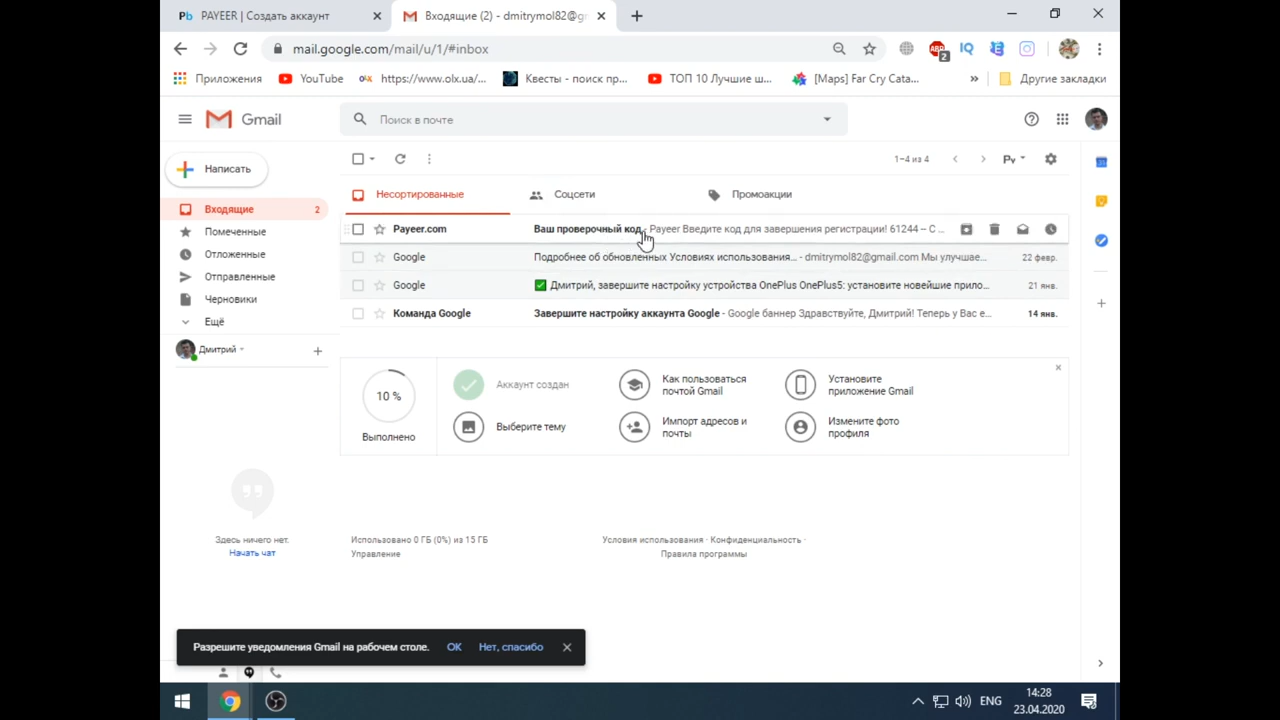 PAYEER | Создать аккаунт
Входящие (2) - dmitrymol82@g
mail.google.com/mail/u/1/#inbox
ABP
2
IQ
Приложения
YouTube
https://www.olx.ua/...
Квесты - поиск пр...
ТОП 10 Лучшие ш...
[Maps] Far Cry Cata...
»
Другие закладки
Gmail
Поиск в почте
Написать
1–4 из 4
Входящие 2
Помеченные
Отложенные
Отправленные
Черновики
Ещё
Дмитрий
Несортированные
Соцсети
Промоакции
Payeer.com Ваш проверочный код - Payeer Введите код для завершения регистрации! 61244 – С ...
Google Подробнее об обновленных Условиях использования... - dmitrymol82@gmail.com Мы улучшае... 22 февр.
Google Дмитрий, завершите настройку устройства OnePlus OnePlus5: установите новейшие прило... 21 янв.
Команда Google Завершите настройку аккаунта Google - Google баннер Здравствуйте, Дмитрий! Теперь у Вас е... 14 янв.
10 %
Выполнено
Аккаунт создан
Как пользоваться
почтой Gmail
Установите
приложение Gmail
Выберите тему
Импорт адресов и
почты
Измените фото
профиля
Здесь ничего нет.
Начать чат
Использовано 0 ГБ (0%) из 15 ГБ
Управление
Условия использования · Конфиденциальность ·
Правила программы
Разрешите уведомления Gmail на рабочем столе. ОК Нет, спасибо
ENG
14:28
23.04.2020